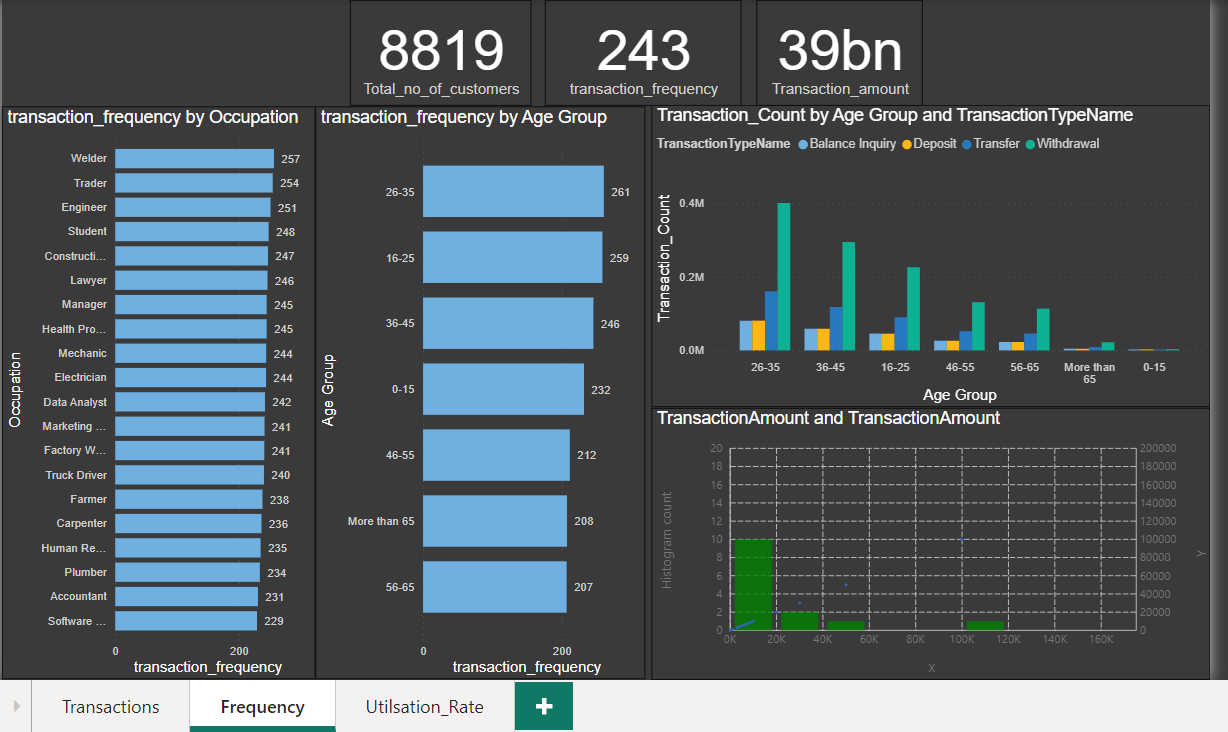 8819
Total_no_of_customers
243
transaction_frequency
39bn
Transaction_amount
transaction_frequency by Occupation
Occupation
Welder 257
Trader 254
Engineer 251
Student 248
Constructi... 247
Lawyer 246
Manager 245
Health Pro... 245
Mechanic 244
Electrician 244
Data Analyst 242
Marketing ... 241
Factory W... 241
Truck Driver 240
Farmer 238
Carpenter 236
Human Re... 235
Plumber 234
Accountant 231
Software ... 229
0 200
transaction_frequency
transaction_frequency by Age Group
Age Group
26-35 261
16-25 259
36-45 246
0-15 232
46-55 212
More than 65 208
56-65 207
0 200
transaction_frequency
Transaction_Count by Age Group and TransactionTypeName
TransactionTypeName Balance Inquiry Deposit Transfer Withdrawal
Transaction_Count
0.4M
0.2M
0.0M
26-35 36-45 16-25 46-55 56-65 More than 65 0-15
Age Group
TransactionAmount and TransactionAmount
Histogram count
20 200000
18 180000
16 160000
14 140000
12 120000
10 100000
8 80000
6 60000
4 40000
2 20000
0 0
Y
0K 20K 40K 60K 80K 100K 120K 140K 160K
X
Transactions Frequency Utilsation_Rate +